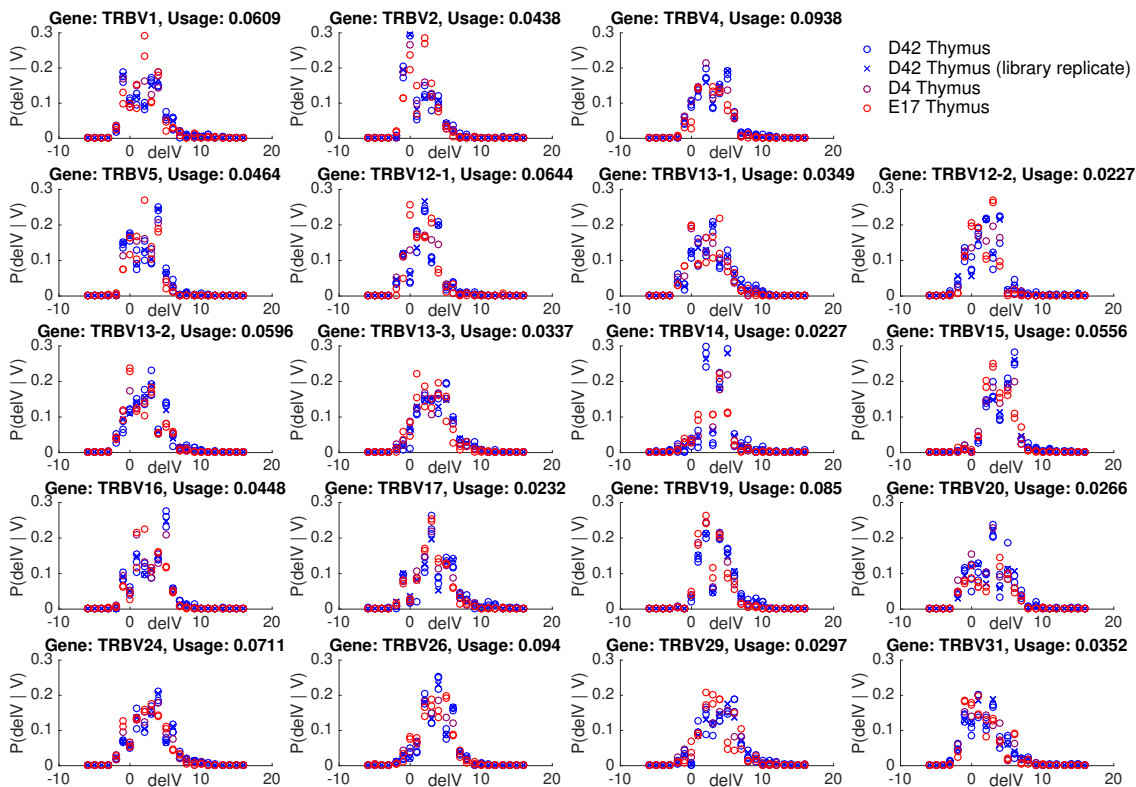 Gene: TRBV1, Usage: 0.0609
Gene: TRBV2, Usage: 0.0438
Gene: TRBV4, Usage: 0.0938
0.3
0.2
0.1
0
P(delV | V)
-10 0 10 20
delV
0.3
0.2
0.1
0
P(delV | V)
-10 0 10 20
delV
0.3
0.2
0.1
0
P(delV | V)
-10 0 10 20
delV
D42 Thymus
D42 Thymus (library replicate)
D4 Thymus
E17 Thymus
Gene: TRBV5, Usage: 0.0464
Gene: TRBV12-1, Usage: 0.0644
Gene: TRBV13-1, Usage: 0.0349
Gene: TRBV12-2, Usage: 0.0227
0.3
0.2
0.1
0
P(delV | V)
-10 0 10 20
delV
0.3
0.2
0.1
0
P(delV | V)
-10 0 10 20
delV
0.3
0.2
0.1
0
P(delV | V)
-10 0 10 20
delV
0.3
0.2
0.1
0
P(delV | V)
-10 0 10 20
delV
Gene: TRBV13-2, Usage: 0.0596
Gene: TRBV13-3, Usage: 0.0337
Gene: TRBV14, Usage: 0.0227
Gene: TRBV15, Usage: 0.0556
0.3
0.2
0.1
0
P(delV | V)
-10 0 10 20
delV
0.3
0.2
0.1
0
P(delV | V)
-10 0 10 20
delV
0.3
0.2
0.1
0
P(delV | V)
-10 0 10 20
delV
0.3
0.2
0.1
0
P(delV | V)
-10 0 10 20
delV
Gene: TRBV16, Usage: 0.0448
Gene: TRBV17, Usage: 0.0232
Gene: TRBV19, Usage: 0.085
Gene: TRBV20, Usage: 0.0266
0.3
0.2
0.1
0
P(delV | V)
-10 0 10 20
delV
0.3
0.2
0.1
0
P(delV | V)
-10 0 10 20
delV
0.3
0.2
0.1
0
P(delV | V)
-10 0 10 20
delV
0.3
0.2
0.1
0
P(delV | V)
-10 0 10 20
delV
Gene: TRBV24, Usage: 0.0711
Gene: TRBV26, Usage: 0.094
Gene: TRBV29, Usage: 0.0297
Gene: TRBV31, Usage: 0.0352
0.3
0.2
0.1
0
P(delV | V)
-10 0 10 20
delV
0.3
0.2
0.1
0
P(delV | V)
-10 0 10 20
delV
0.3
0.2
0.1
0
P(delV | V)
-10 0 10 20
delV
0.3
0.2
0.1
0
P(delV | V)
-10 0 10 20
delV